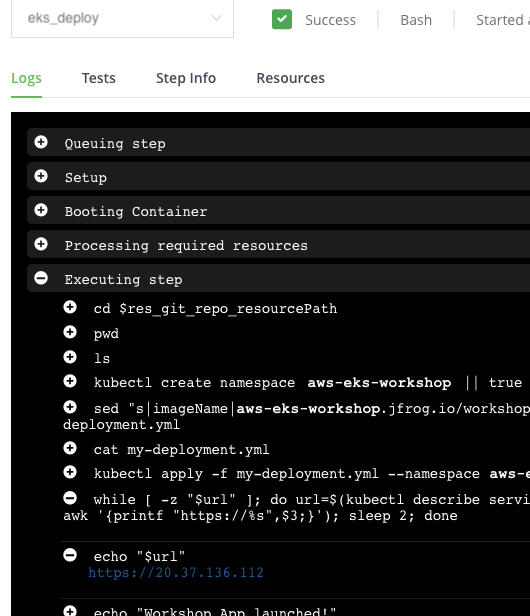 eks_deploy
Success
Bash
Started
Logs
Tests
Step Info
Resources
Queuing step
Setup
Booting Container
Processing required resources
Executing step
cd $res_git_repo_resourcePath
pwd
ls
kubectl create namespace aws-eks-workshop || true
sed "s|imageName|aws-eks-workshop.jfrog.io/workshop
deployment.yml
cat my-deployment.yml
kubectl apply -f my-deployment.yml --namespace aws-e
while [ -z "$url" ]; do url=$(kubectl describe servi
awk '{printf "https://%s",$3;}'); sleep 2; done
echo "$url"
https://20.37.136.112
echo "Workshop App launched!"